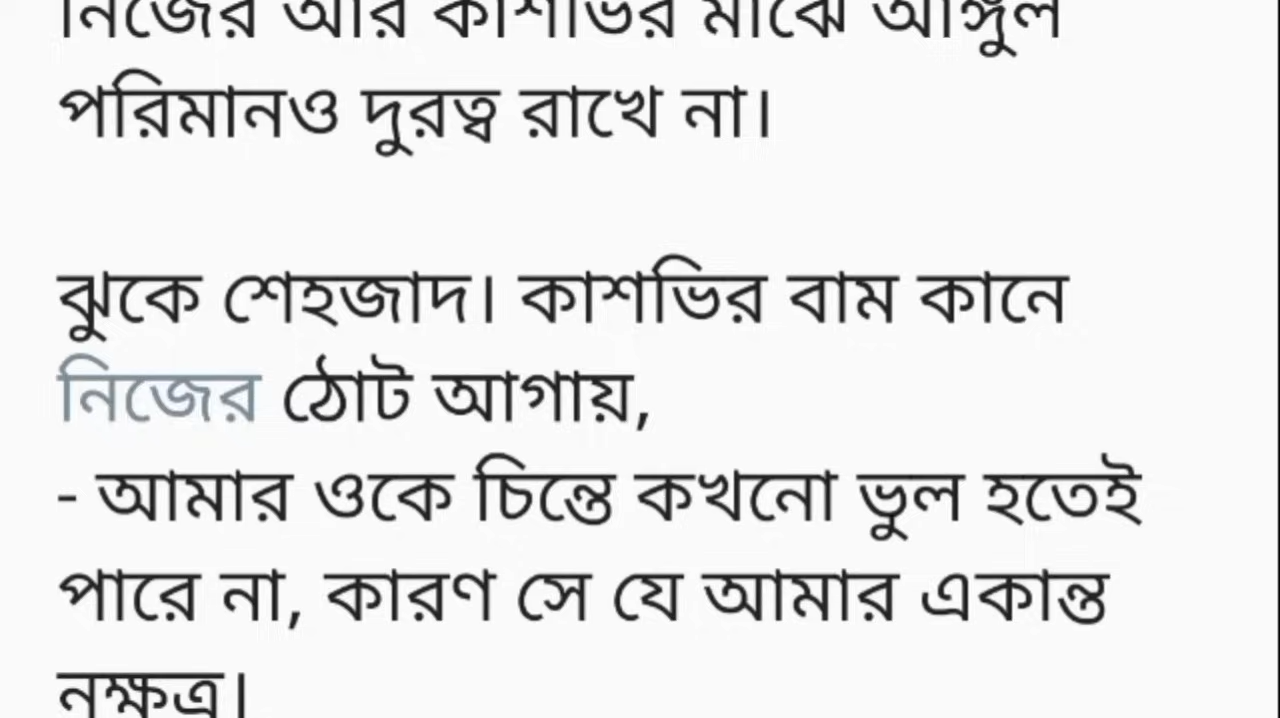 নিজের আর কাশভির মাঝে আঙ্গুল
পরিমানও দুরত্ব রাখে না।
ঝুকে শেহজাদ। কাশভির বাম কানে
নিজের ঠোট আগায়,
- আমার ওকে চিন্তে কখনো ভুল হতেই
পারে না, কারণ সে যে আমার একান্ত
নক্ষত্র।